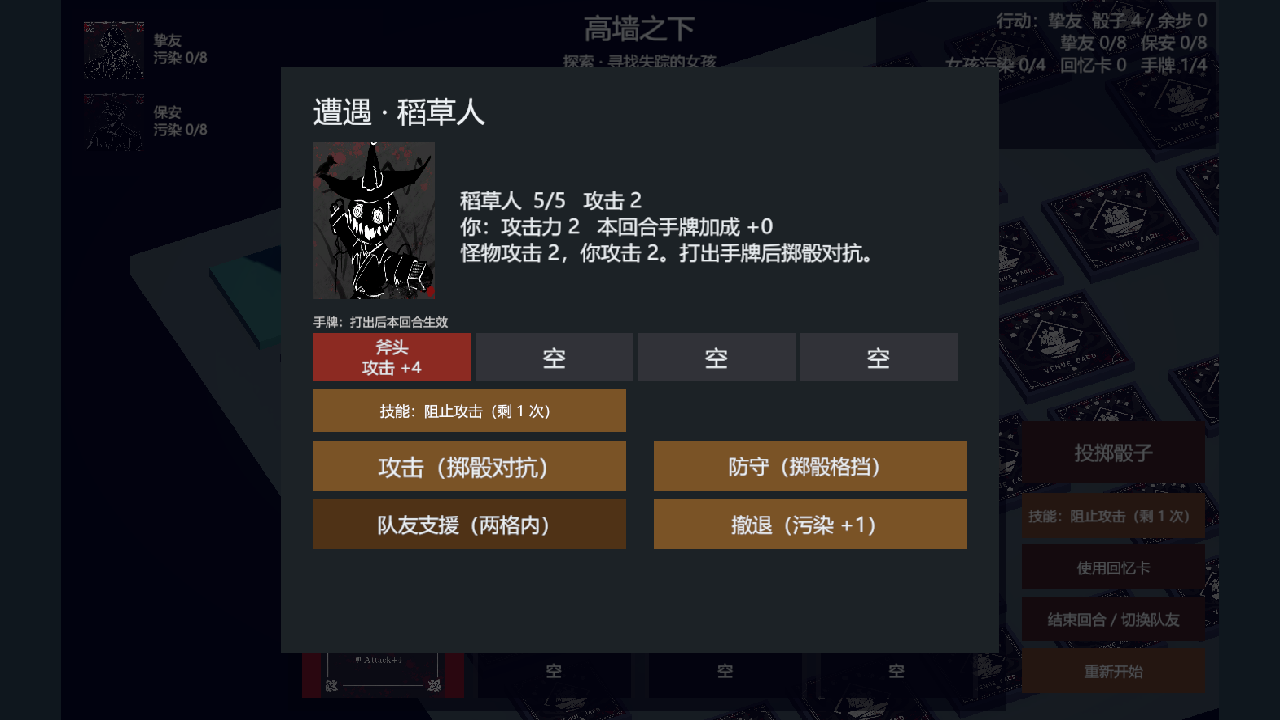 高墙之下
探索 · 寻找失踪的女孩
挚友
污染 0/8
保安
污染 0/8
行动: 挚友 骰子 4 / 余步 0
挚友 0/8 保安 0/8
女孩污染 0/4 回忆卡 0 手牌 1/4
遭遇 · 稻草人
稻草人 5/5 攻击 2
你: 攻击力 2 本回合手牌加成 +0
怪物攻击 2，你攻击 2。打出手牌后掷骰对抗。
手牌: 打出后本回合生效
斧头
攻击 +4
空
空
空
技能: 阻止攻击（剩 1 次）
攻击（掷骰对抗）
防守（掷骰格挡）
队友支援（两格内）
撤退（污染 +1）
投掷骰子
技能: 阻止攻击（剩 1 次）
使用回忆卡
结束回合 / 切换队友
重新开始
空
空
空
VENUE CARD
VENUE CARD
VENUE CARD
VENUE CARD